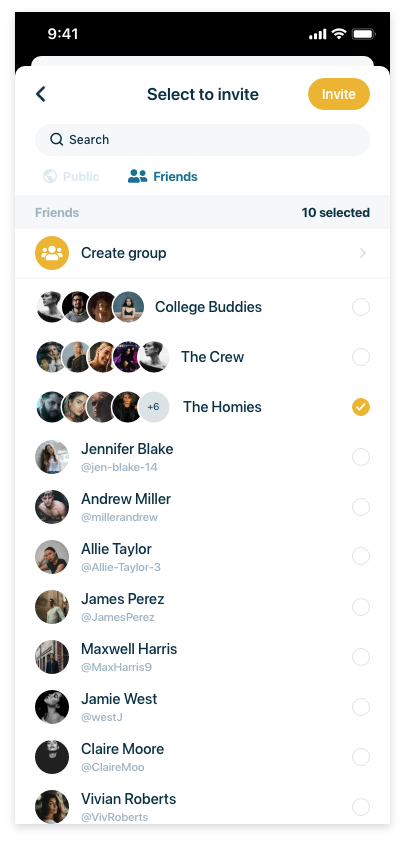 9:41
Select to invite
Invite
Search
Public
Friends
Friends
10 selected
Create group
College Buddies
The Crew
+6
The Homies
Jennifer Blake
@jen-blake-14
Andrew Miller
@millerandrew
Allie Taylor
@Allie-Taylor-3
James Perez
@JamesPerez
Maxwell Harris
@MaxHarris9
Jamie West
@westJ
Claire Moore
@ClaireMoo
Vivian Roberts
@VivRoberts